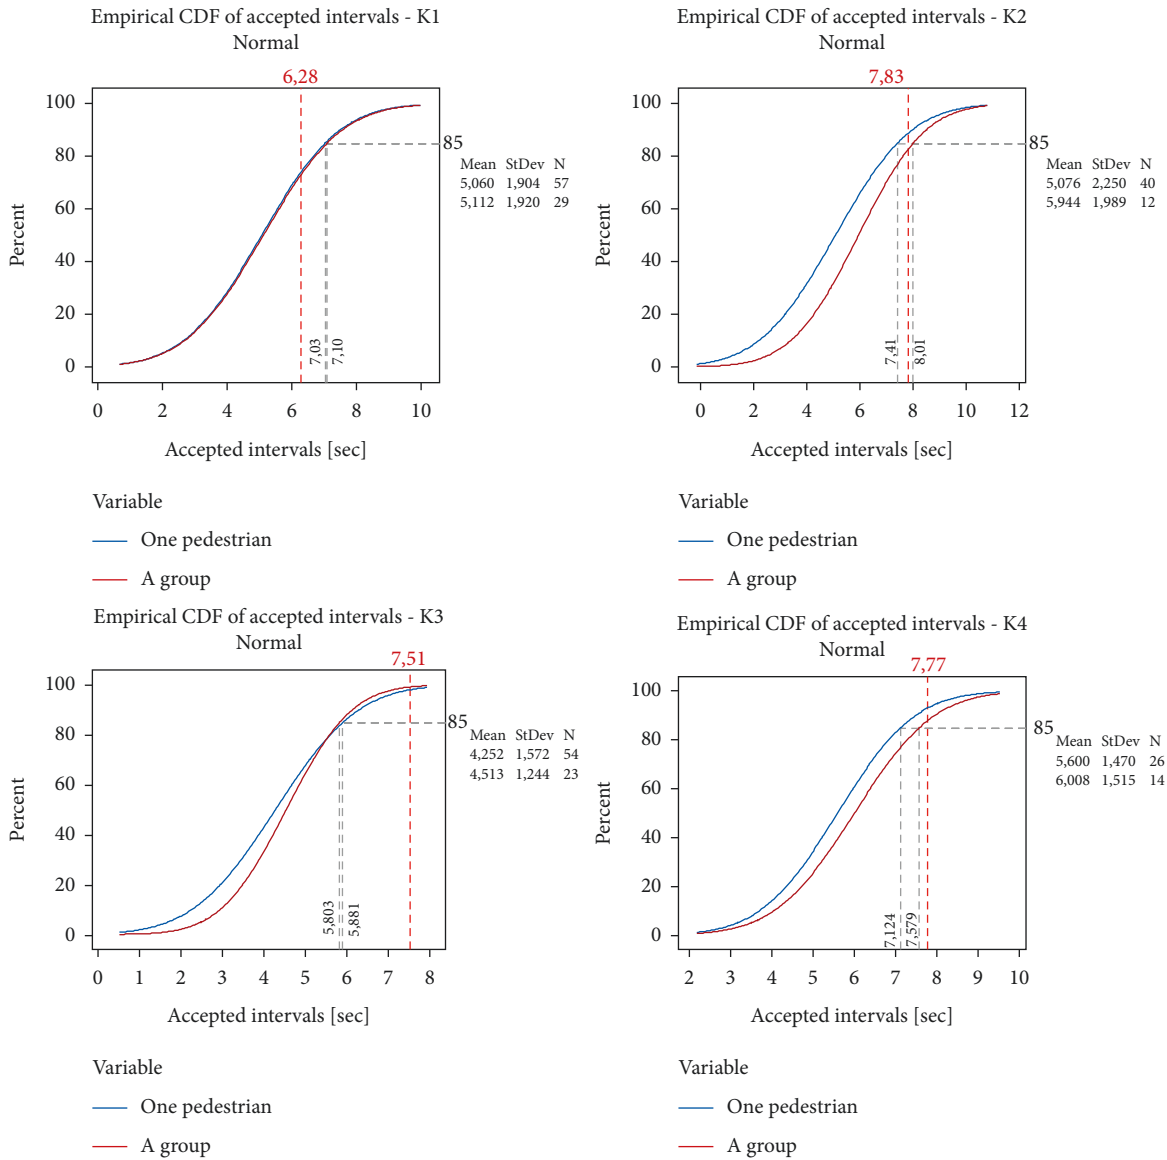 Empirical CDF of accepted intervals - K1
Normal
6,28
100
80
60
40
20
0
Percent
85
Mean StDev N
5,060 1,904 57
5,112 1,920 29
7,03
7,10
0 2 4 6 8 10
Accepted intervals [sec]
Variable
One pedestrian
A group
Empirical CDF of accepted intervals - K2
Normal
7,83
100
80
60
40
20
0
Percent
85
Mean StDev N
5,076 2,250 40
5,944 1,989 12
7,41
8,01
0 2 4 6 8 10 12
Accepted intervals [sec]
Variable
One pedestrian
A group
Empirical CDF of accepted intervals - K3
Normal
7,51
100
80
60
40
20
0
Percent
85
Mean StDev N
4,252 1,572 54
4,513 1,244 23
5,803
5,881
0 1 2 3 4 5 6 7 8
Accepted intervals [sec]
Variable
One pedestrian
A group
Empirical CDF of accepted intervals - K4
Normal
7,77
100
80
60
40
20
0
Percent
85
Mean StDev N
5,600 1,470 26
6,008 1,515 14
7,124
7,579
2 3 4 5 6 7 8 9 10
Accepted intervals [sec]
Variable
One pedestrian
A group